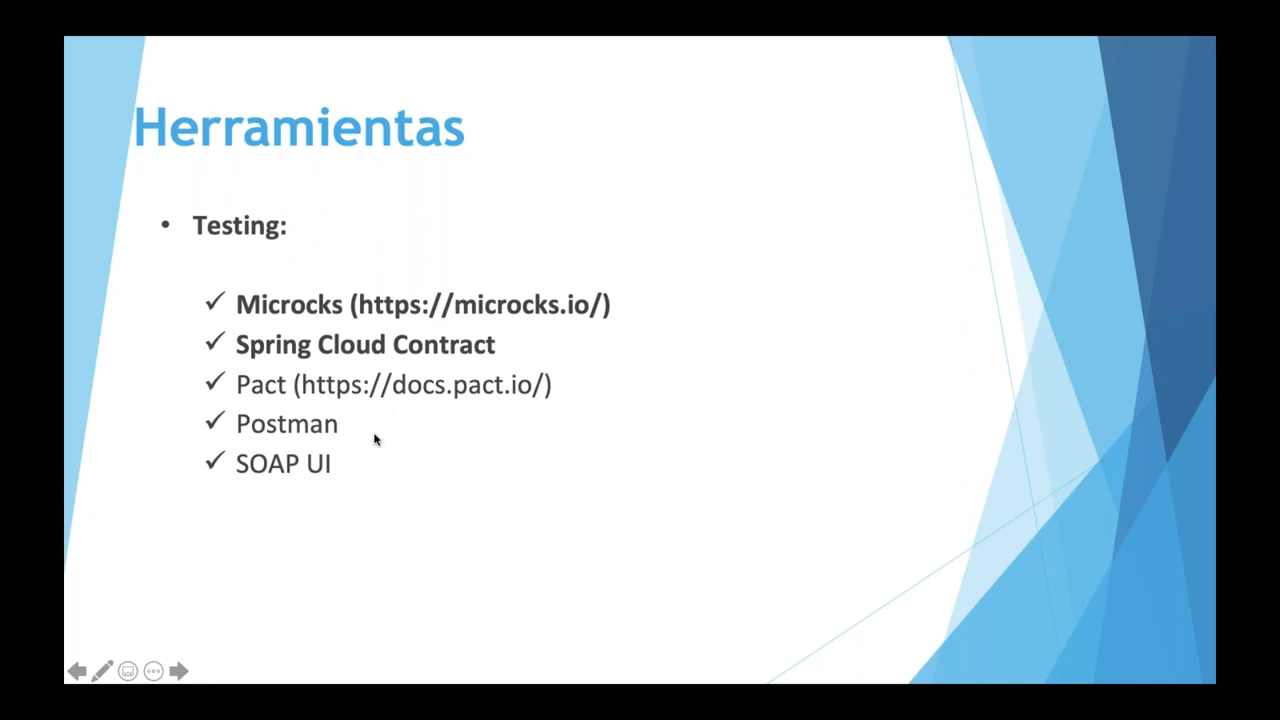 Herramientas
• Testing:
✓ Microcks (https://microcks.io/)
✓ Spring Cloud Contract
✓ Pact (https://docs.pact.io/)
✓ Postman
✓ SOAP UI